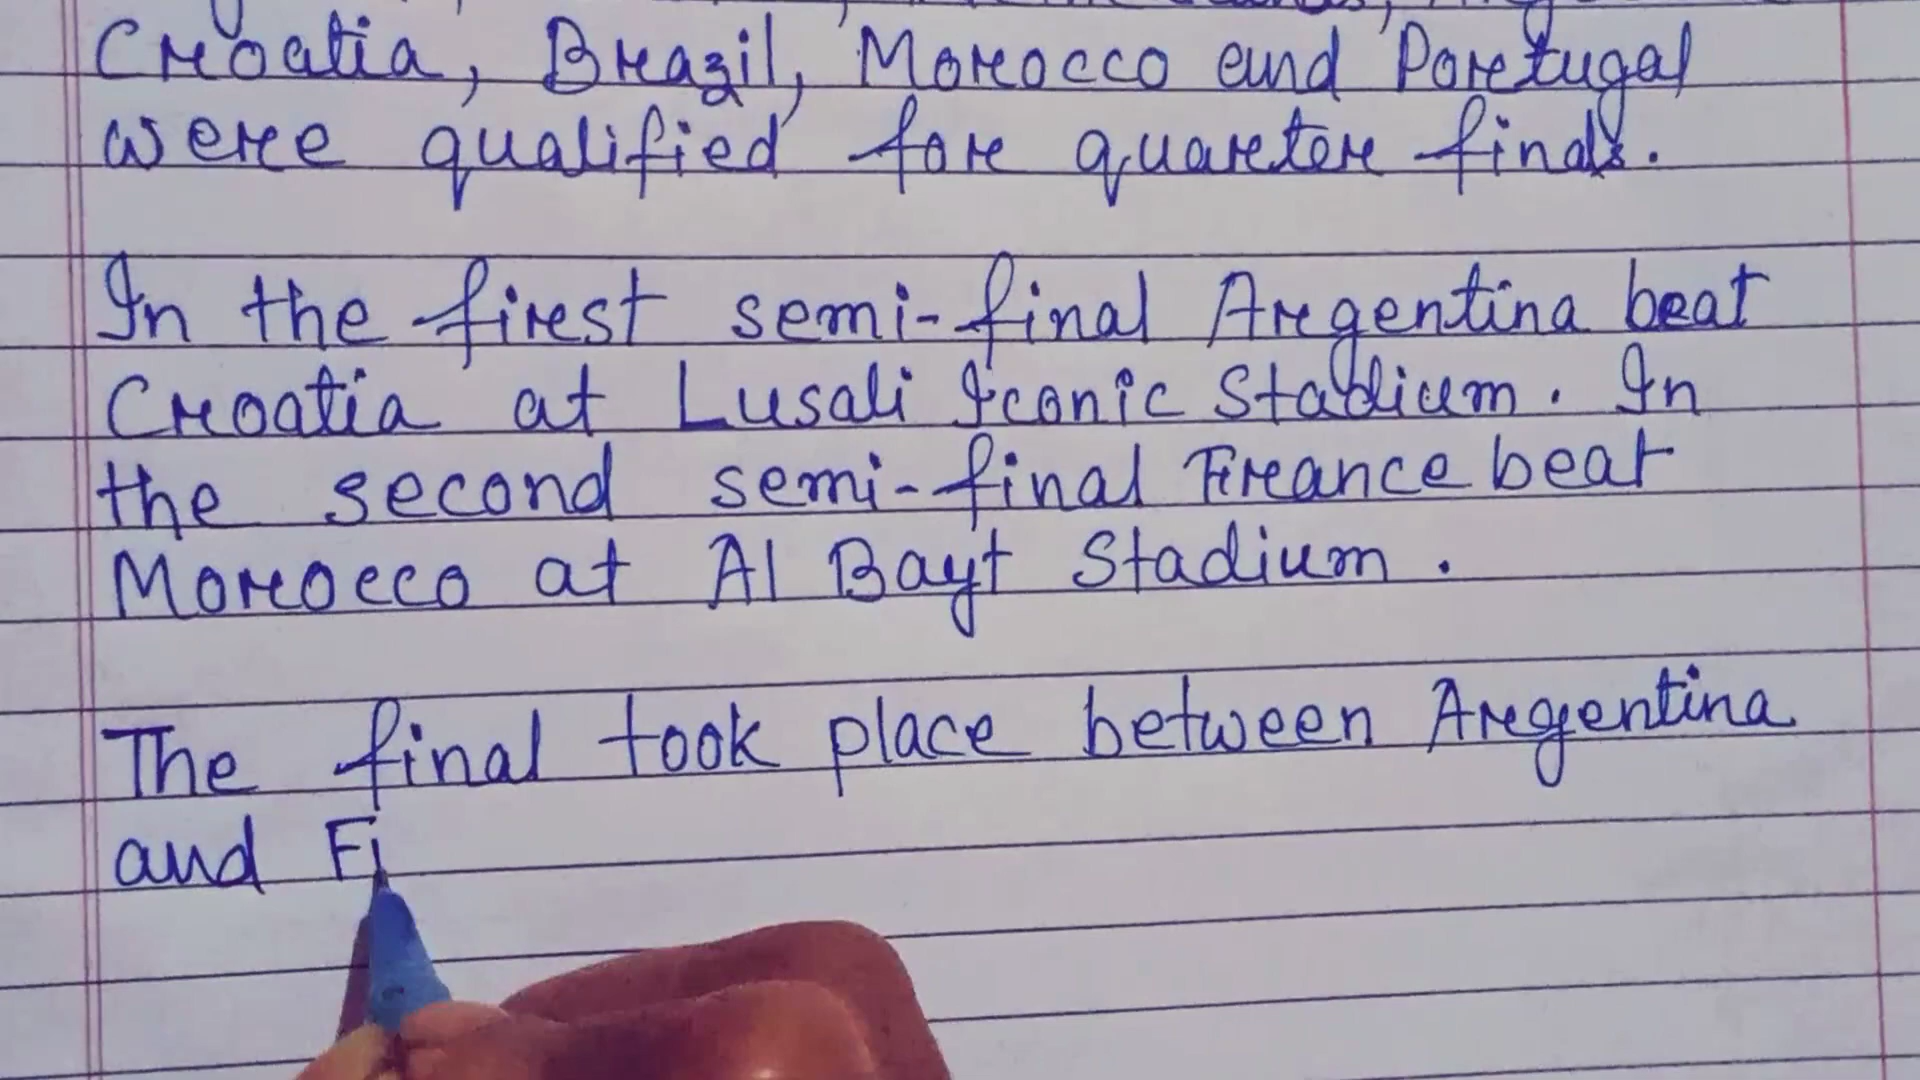 Croatia, Brazil, Morocco and Portugal
were qualified for quarter finals.
In the first semi-final Argentina beat
Croatia at Lusali Iconic Stadium. In
the second semi-final France beat
Morocco at Al Bayt Stadium.
The final took place between Argentina
and F